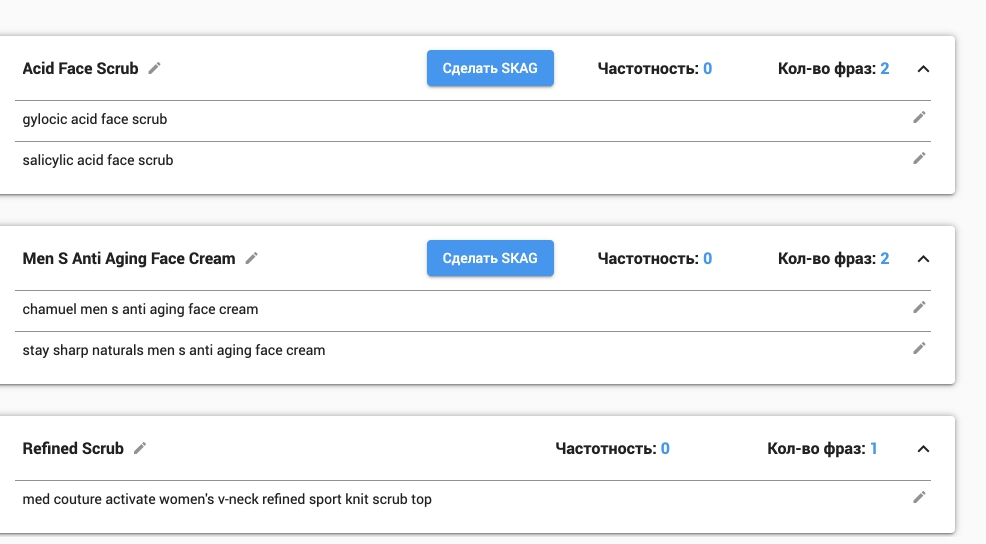 Acid Face Scrub Сделать SKAG Частотность: 0 Кол-во фраз: 2
gylocic acid face scrub
salicylic acid face scrub
Men S Anti Aging Face Cream Сделать SKAG Частотность: 0 Кол-во фраз: 2
chamuel men s anti aging face cream
stay sharp naturals men s anti aging face cream
Refined Scrub Частотность: 0 Кол-во фраз: 1
med couture activate women's v-neck refined sport knit scrub top